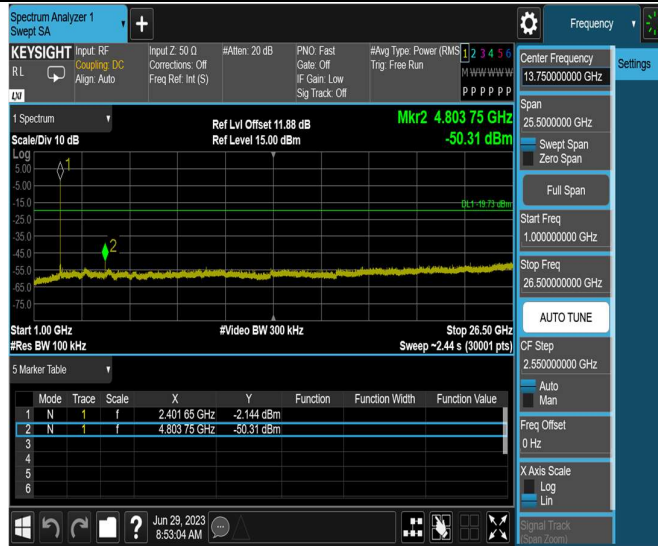 Spectrum Analyzer 1
Swept SA
Frequency
KEYSIGHT
RL
LXI
Input: RF
Coupling: DC
Align: Auto
Input Z: 50 Ω
Corrections: Off
Freq Ref: Int (S)
#Atten: 20 dB
PNO: Fast
Gate: Off
IF Gain: Low
Sig Track: Off
#Avg Type: Power (RMS
Trig: Free Run
1 2 3 4 5 6
M W W W W W
P P P P P P
1 Spectrum
Scale/Div 10 dB
Ref Lvl Offset 11.88 dB
Ref Level 15.00 dBm
Mkr2 4.803 75 GHz
-50.31 dBm
Log
5.00
-5.00
-15.0
-25.0
-35.0
-45.0
-55.0
-65.0
-75.0
1
2
DL1 -19.73 dBm
Start 1.00 GHz
#Res BW 100 kHz
#Video BW 300 kHz
Stop 26.50 GHz
Sweep ~2.44 s (30001 pts)
5 Marker Table
Mode Trace Scale X Y Function Function Width Function Value
1 N 1 f 2.401 65 GHz -2.144 dBm
2 N 1 f 4.803 75 GHz -50.31 dBm
3
4
5
6
Jun 29, 2023
8:53:04 AM
Center Frequency
13.750000000 GHz
Settings
Span
25.5000000 GHz
Swept Span
Zero Span
Full Span
Start Freq
1.000000000 GHz
Stop Freq
26.500000000 GHz
AUTO TUNE
CF Step
2.550000000 GHz
Auto
Man
Freq Offset
0 Hz
X Axis Scale
Log
Lin
Signal Track
(Span Zoom)